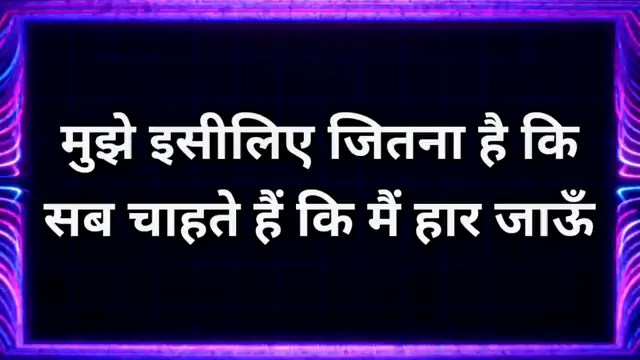 मुझे इसीलिए जितना है कि
सब चाहते हैं कि मैं हार जाऊँ